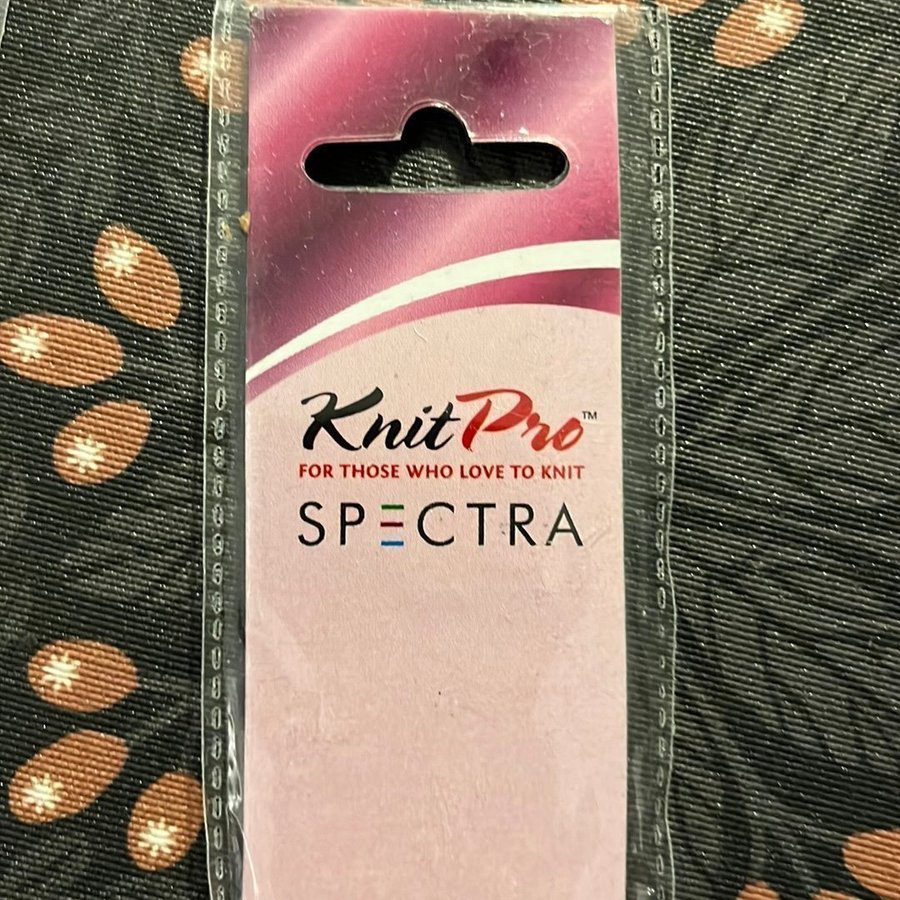 KnitPro™
FOR THOSE WHO LOVE TO KNIT
SPECTRA